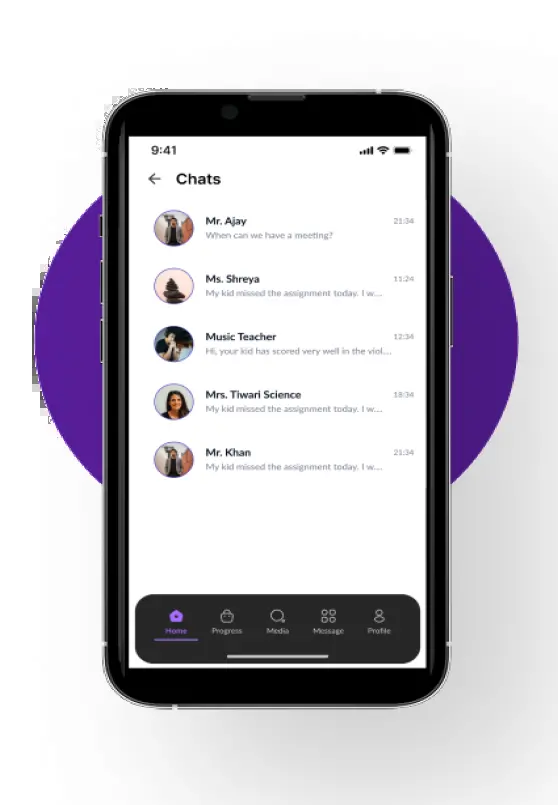 9:41
Chats
Mr. Ajay 21:34
When can we have a meeting?
Ms. Shreya 11:24
My kid missed the assignment today. I w...
Music Teacher 12:34
Hi, your kid has scored very well in the viol...
Mrs. Tiwari Science 18:34
My kid missed the assignment today. I w...
Mr. Khan 21:34
My kid missed the assignment today. I w...
Home Progress Media Message Profile